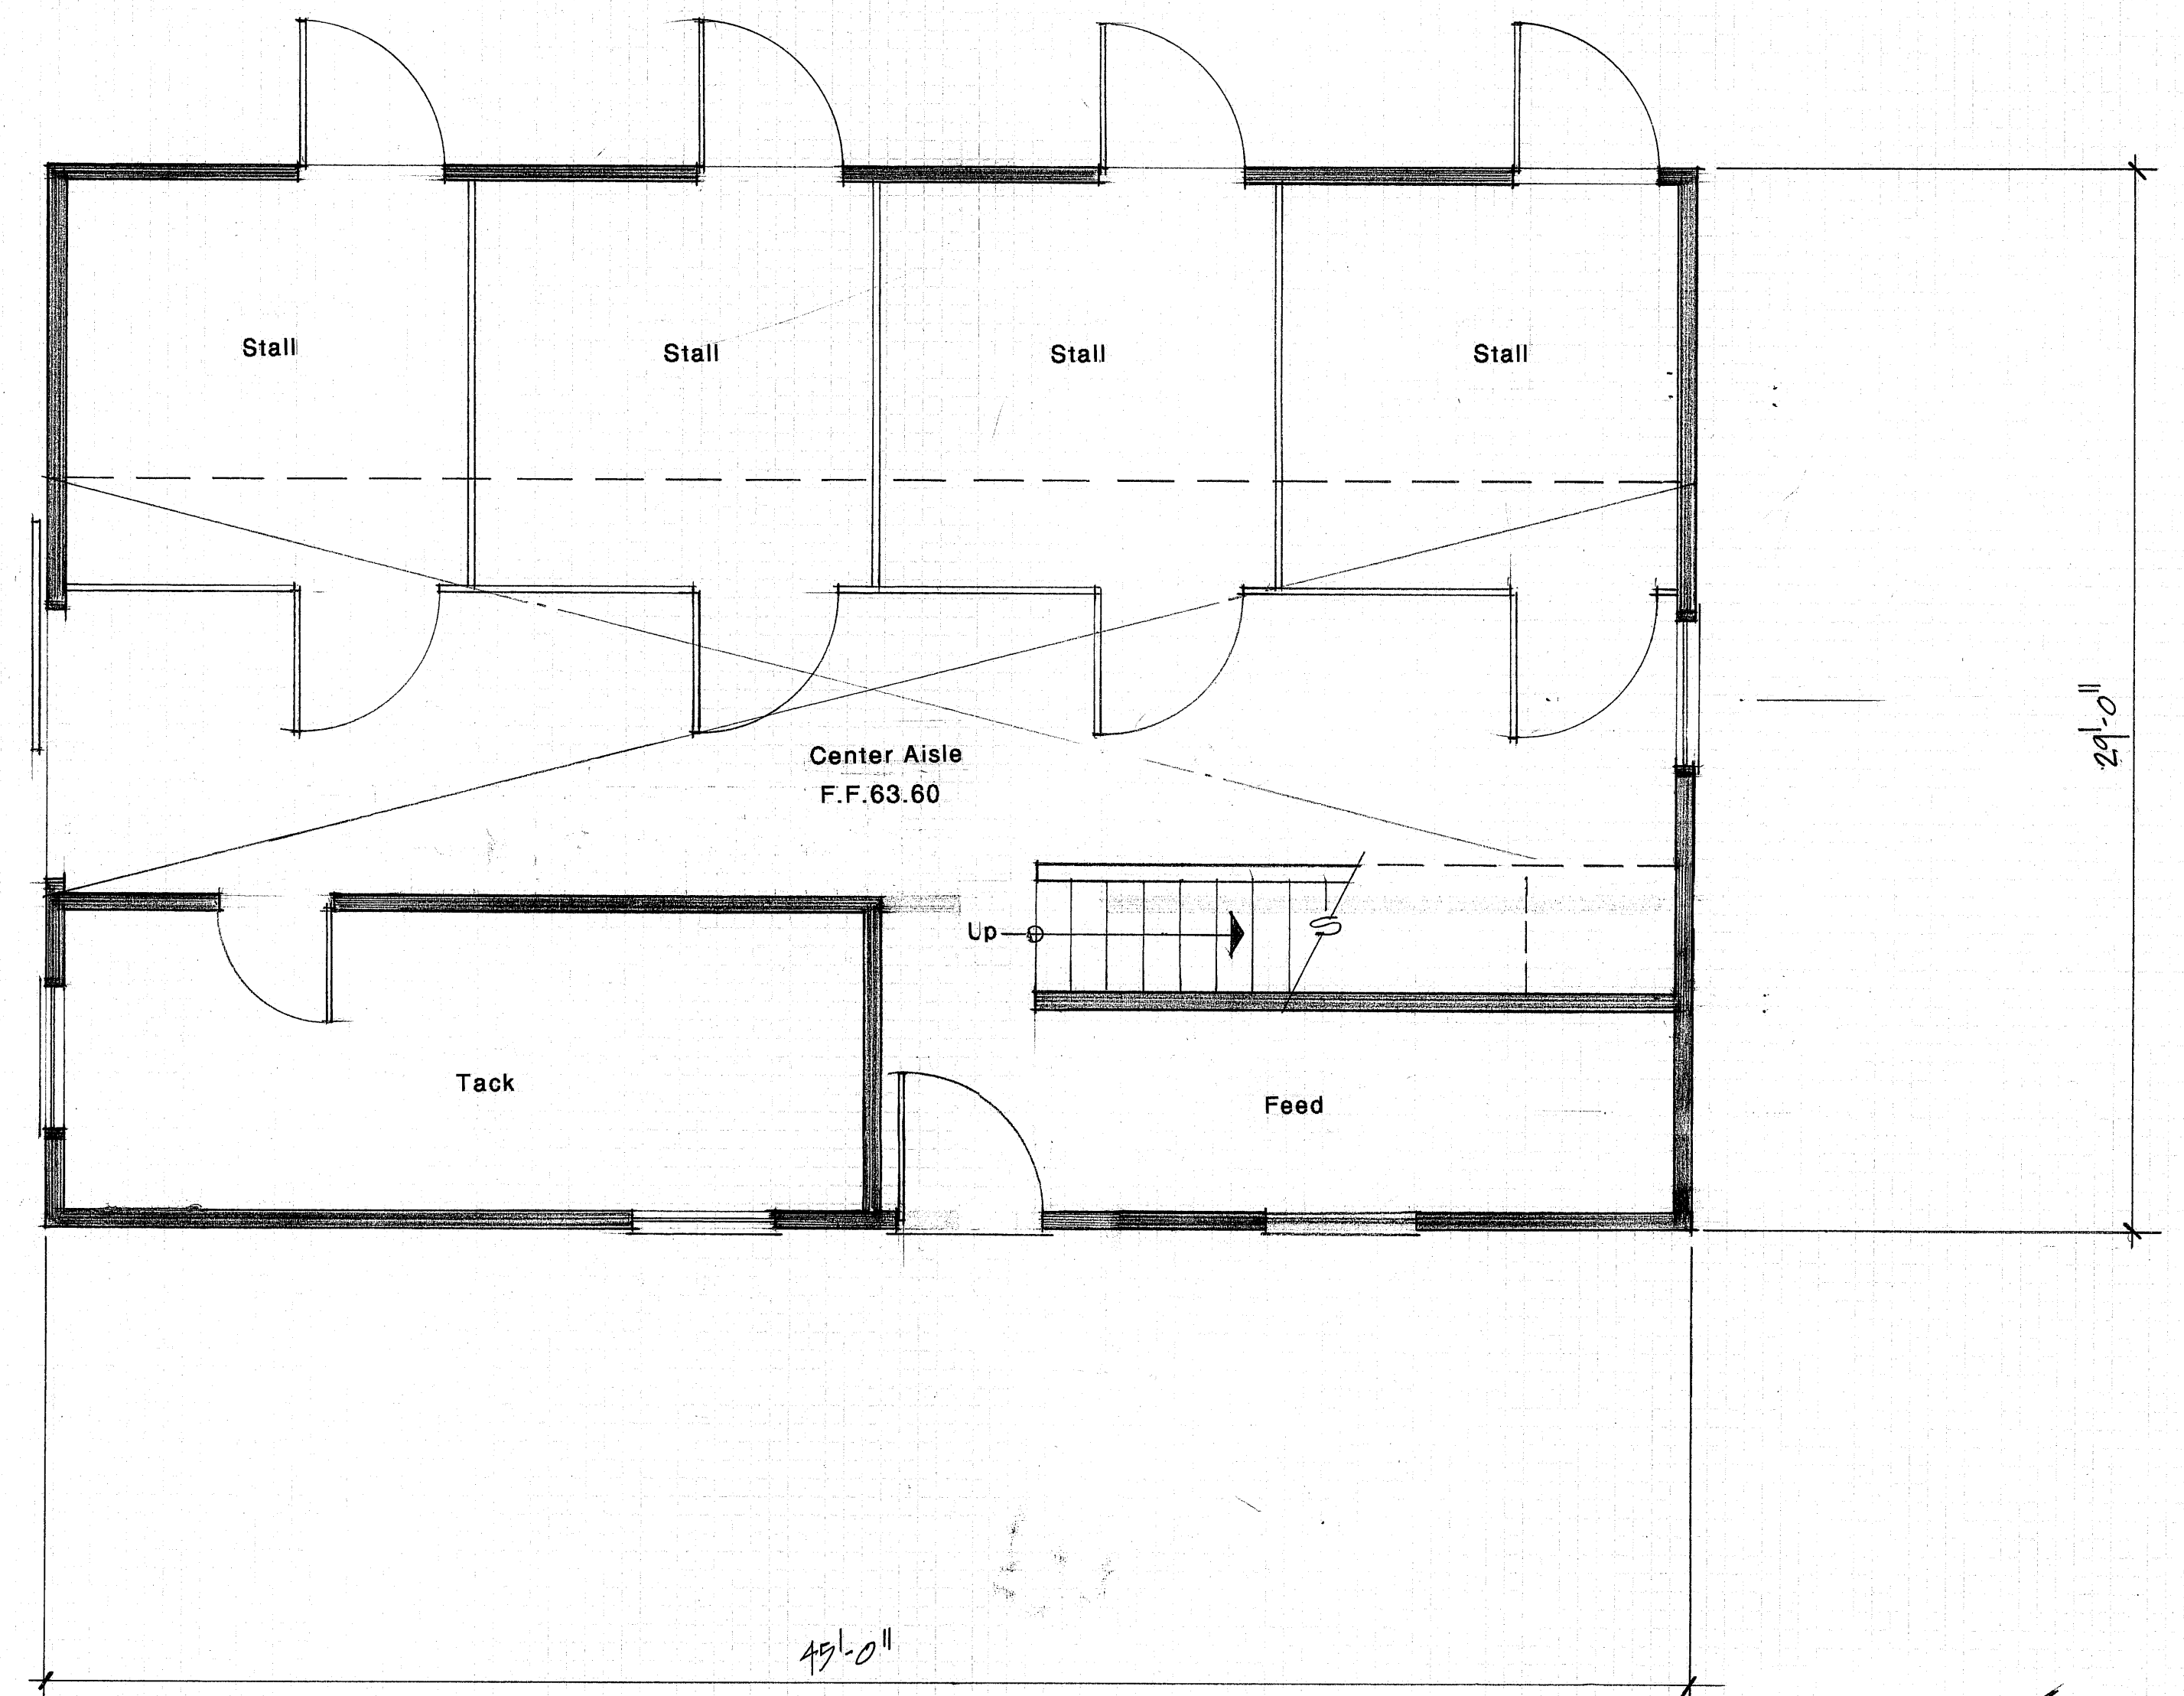 Stall
Stall
Stall
Stall
Center Aisle
F.F.63.60
29'-0"
Up
S
Tack
Feed
45'-0"